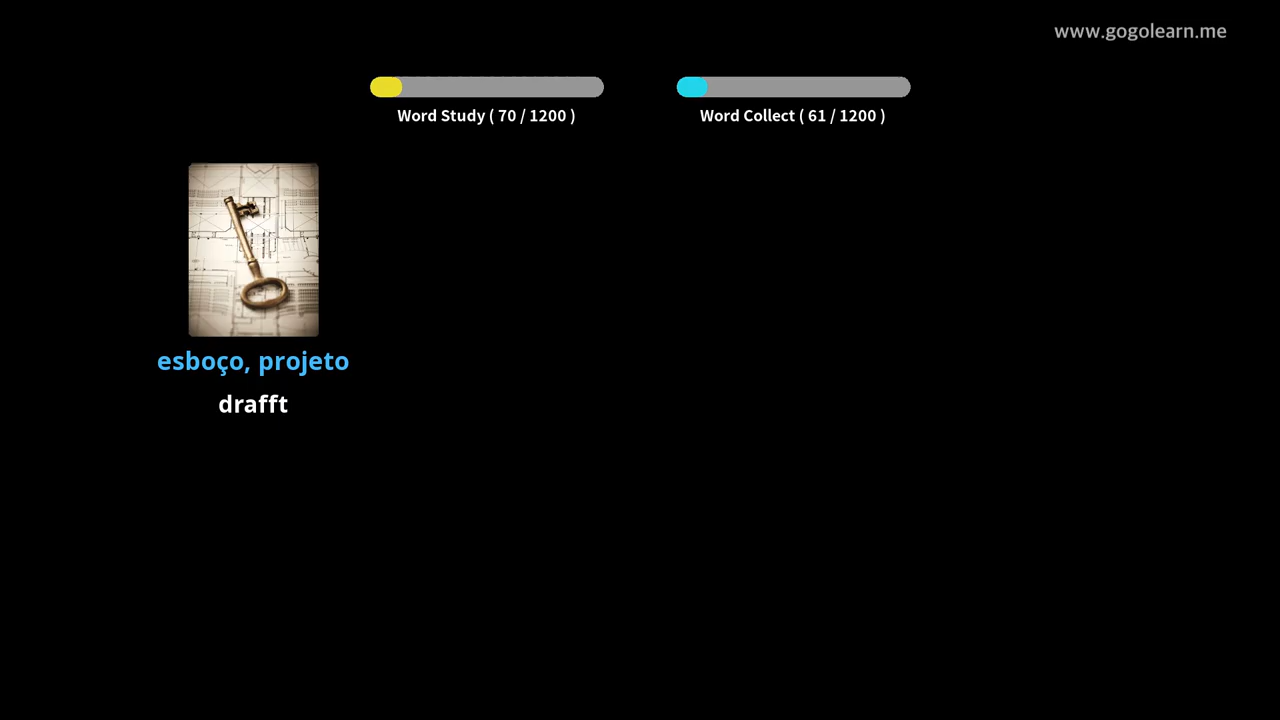 www.gogolearn.me
Word Study ( 70 / 1200 )
Word Collect ( 61 / 1200 )
esboço, projeto
drafft